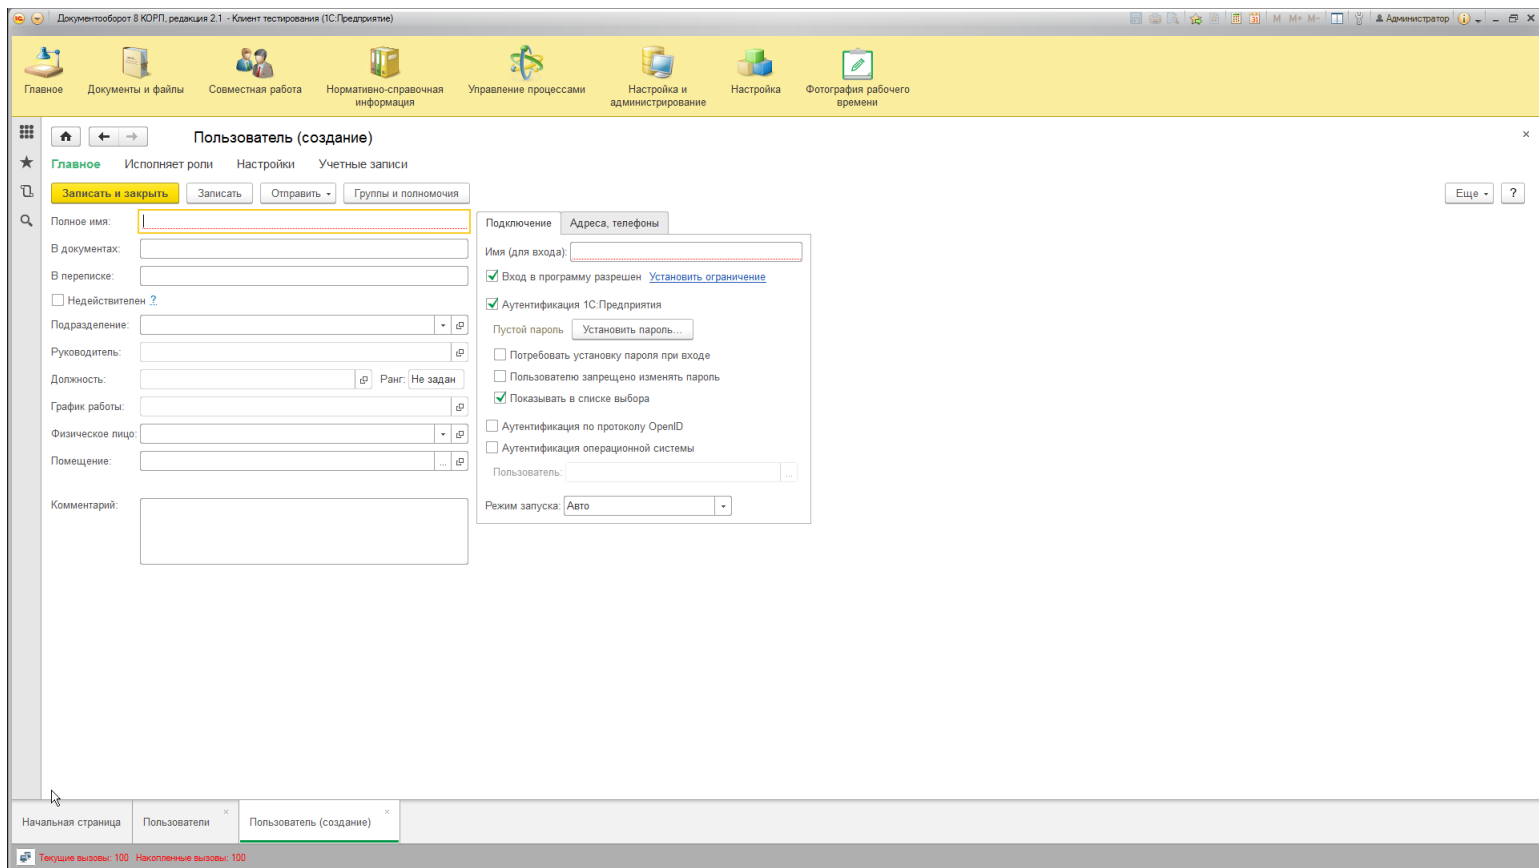 Документооборот 8 КОРП, редакция 2.1 - Клиент тестирования (1С:Предприятие)
31 M M+ M- Администратор
Главное
Документы и файлы
Совместная работа
Нормативно-справочная информация
Управление процессами
Настройка и администрирование
Настройка
Фотография рабочего времени
Пользователь (создание)
Главное Исполняет роли Настройки Учетные записи
Записать и закрыть Записать Отправить Группы и полномочия Еще ?
Полное имя:
В документах:
В переписке:
Недействителен ?
Подразделение:
Руководитель:
Должность: Ранг: Не задан
График работы:
Физическое лицо:
Помещение: ...
Комментарий:
Подключение Адреса, телефоны
Имя (для входа):
Вход в программу разрешен Установить ограничение
Аутентификация 1С:Предприятия
Пустой пароль Установить пароль...
Потребовать установку пароля при входе
Пользователю запрещено изменять пароль
Показывать в списке выбора
Аутентификация по протоколу OpenID
Аутентификация операционной системы
Пользователь: ...
Режим запуска: Авто
Начальная страница Пользователи Пользователь (создание)
Текущие вызовы: 100 Накопленные вызовы: 100